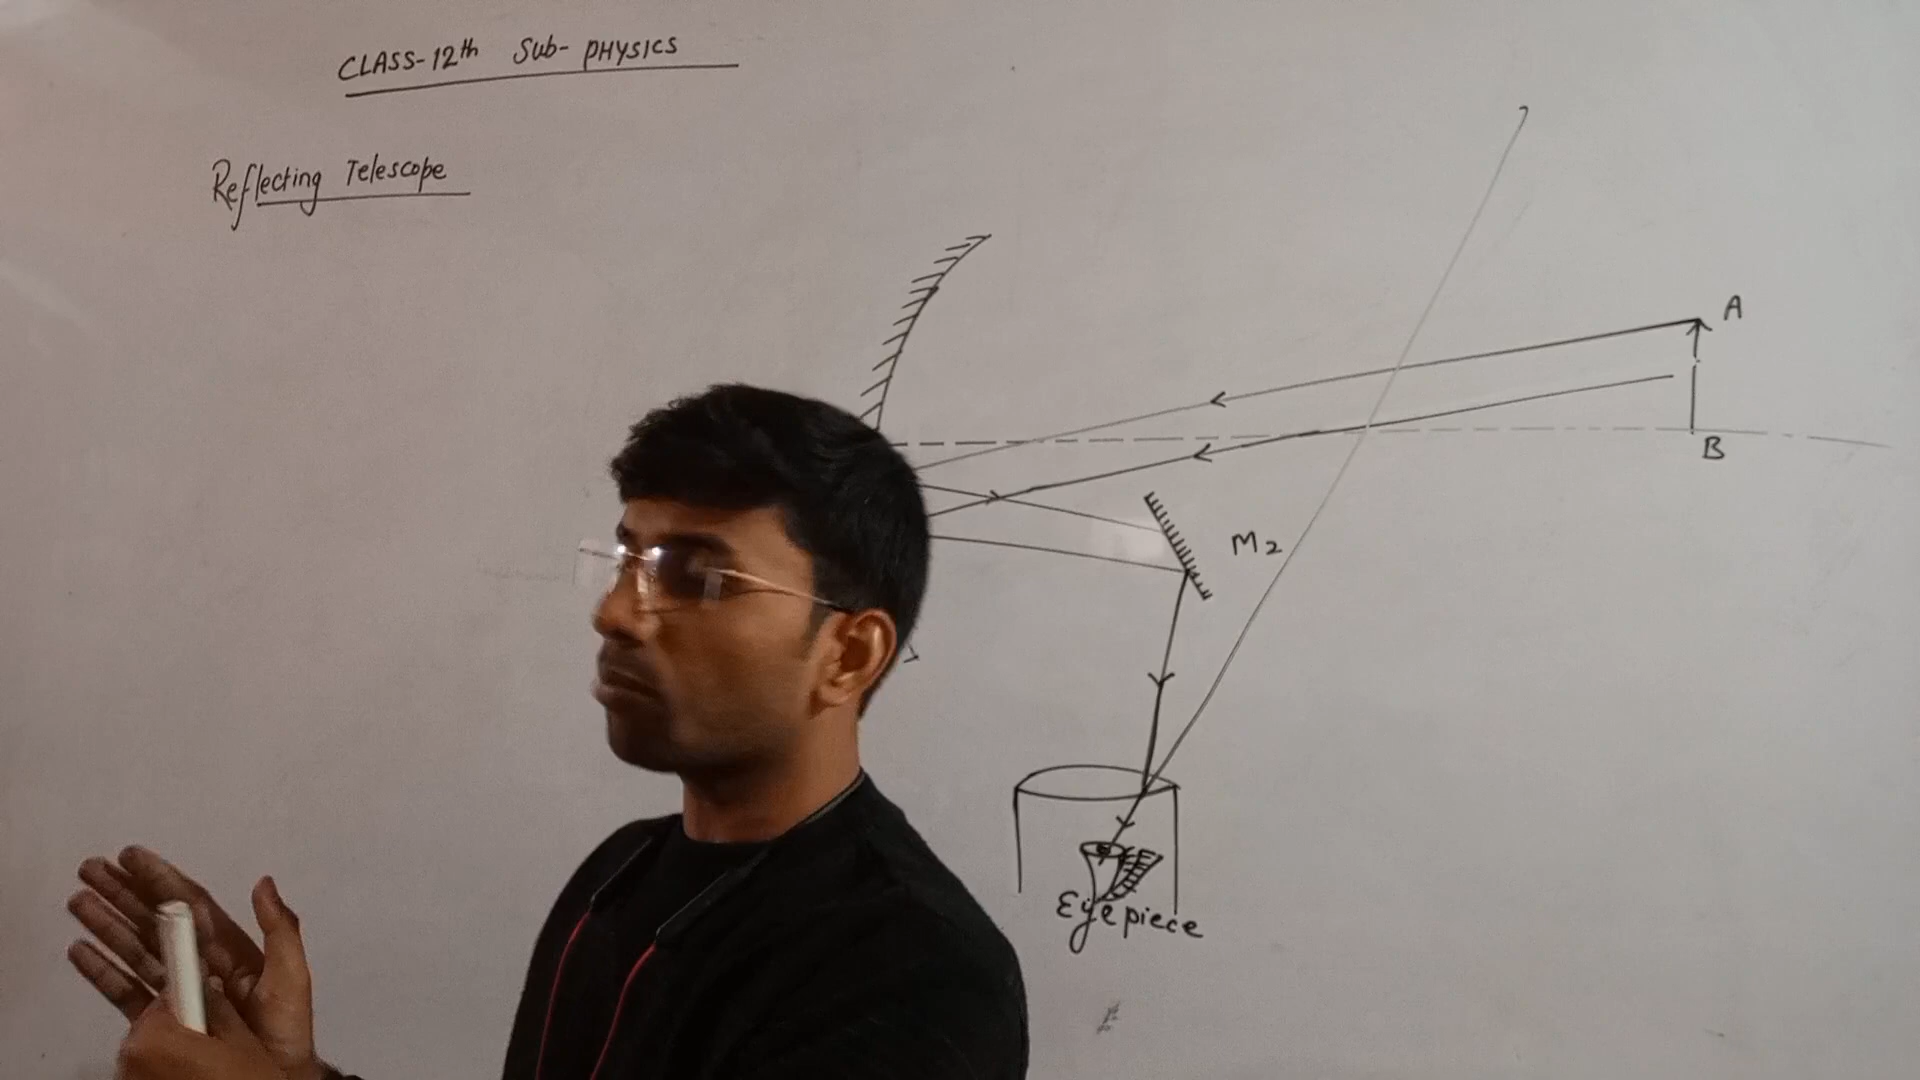 CLASS-12th Sub- PHYSICS
Reflecting Telescope
A
B
M2
Eyepiece